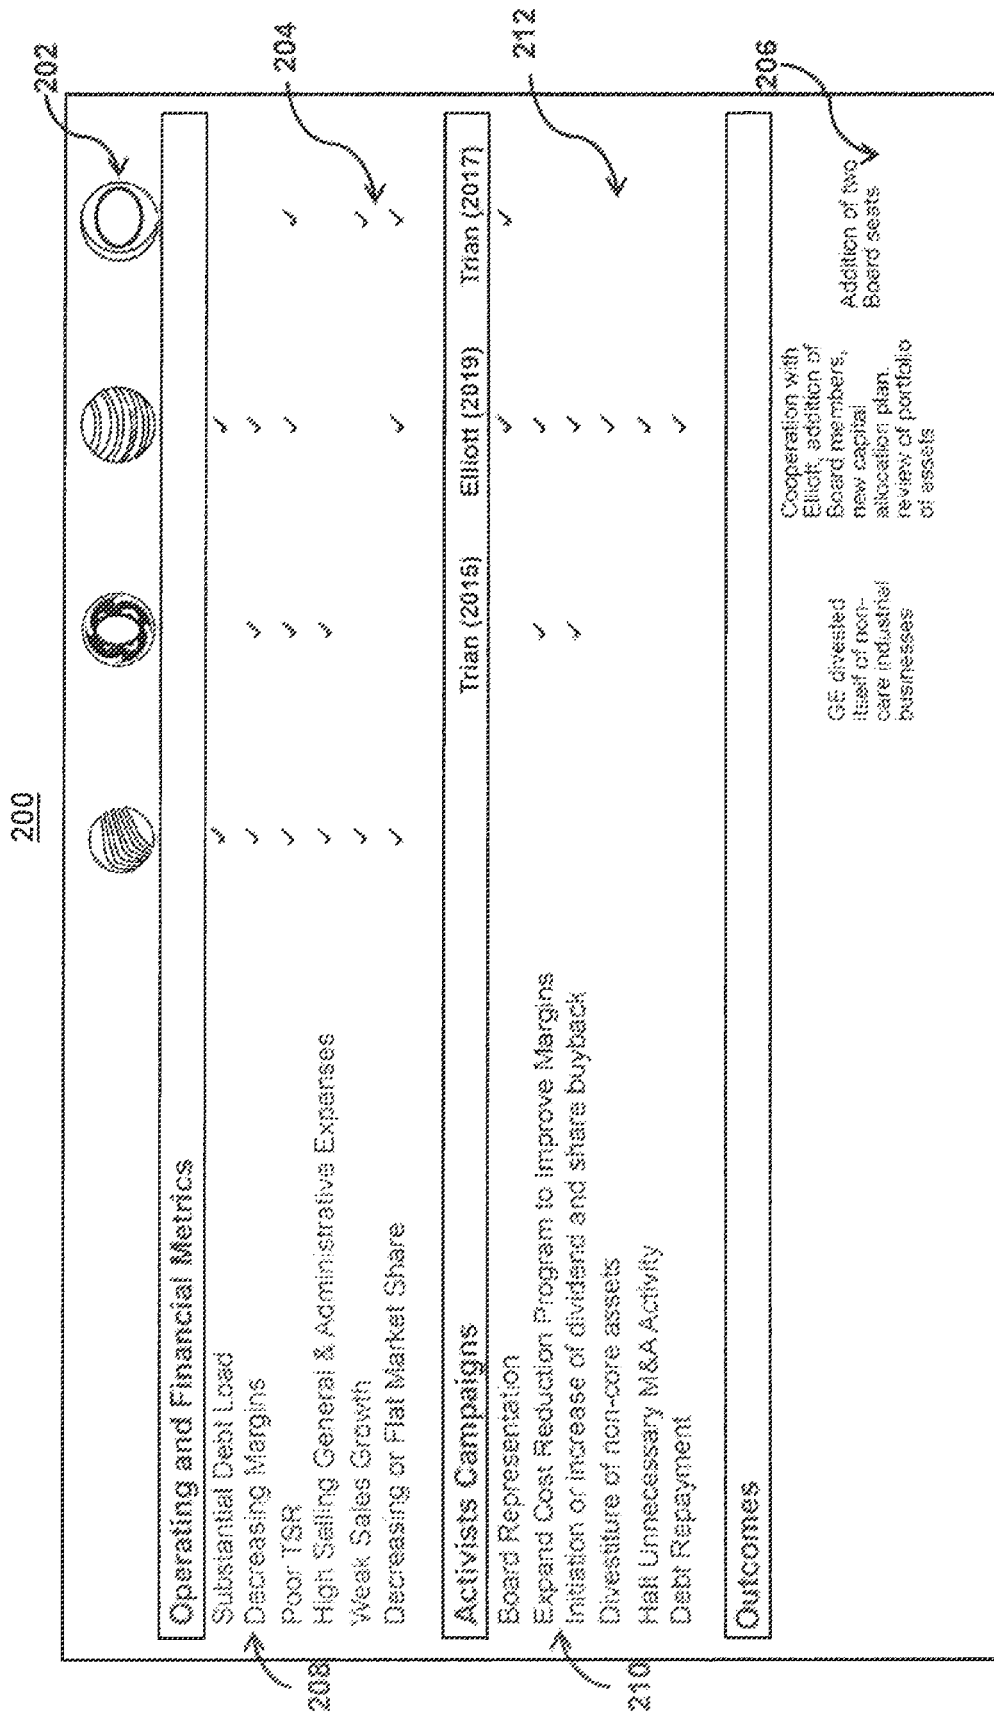 200
202
Operating and Financial Metrics
Substantial Debt Load
Decreasing Margins
Poor TSR
High Selling General & Administrative Expenses
Weak Sales Growth
Decreasing or Flat Market Share
208
204
Activists Campaigns
Trian (2015)
Elliott (2019)
Trian (2017)
Board Representation
Expand Cost Reduction Program to Improve Margins
Initiation or increase of dividend and share buyback
Divestiture of non-core assets
Halt Unnecessary M&A Activity
Debt Repayment
210
212
Outcomes
GE divested
itself of non-
care industrial
businesses
Cooperation with
Elliott, addition of
Board members,
new capital
allocation plan.
review of portfolio
of assets
Addition of two
Board seats
206